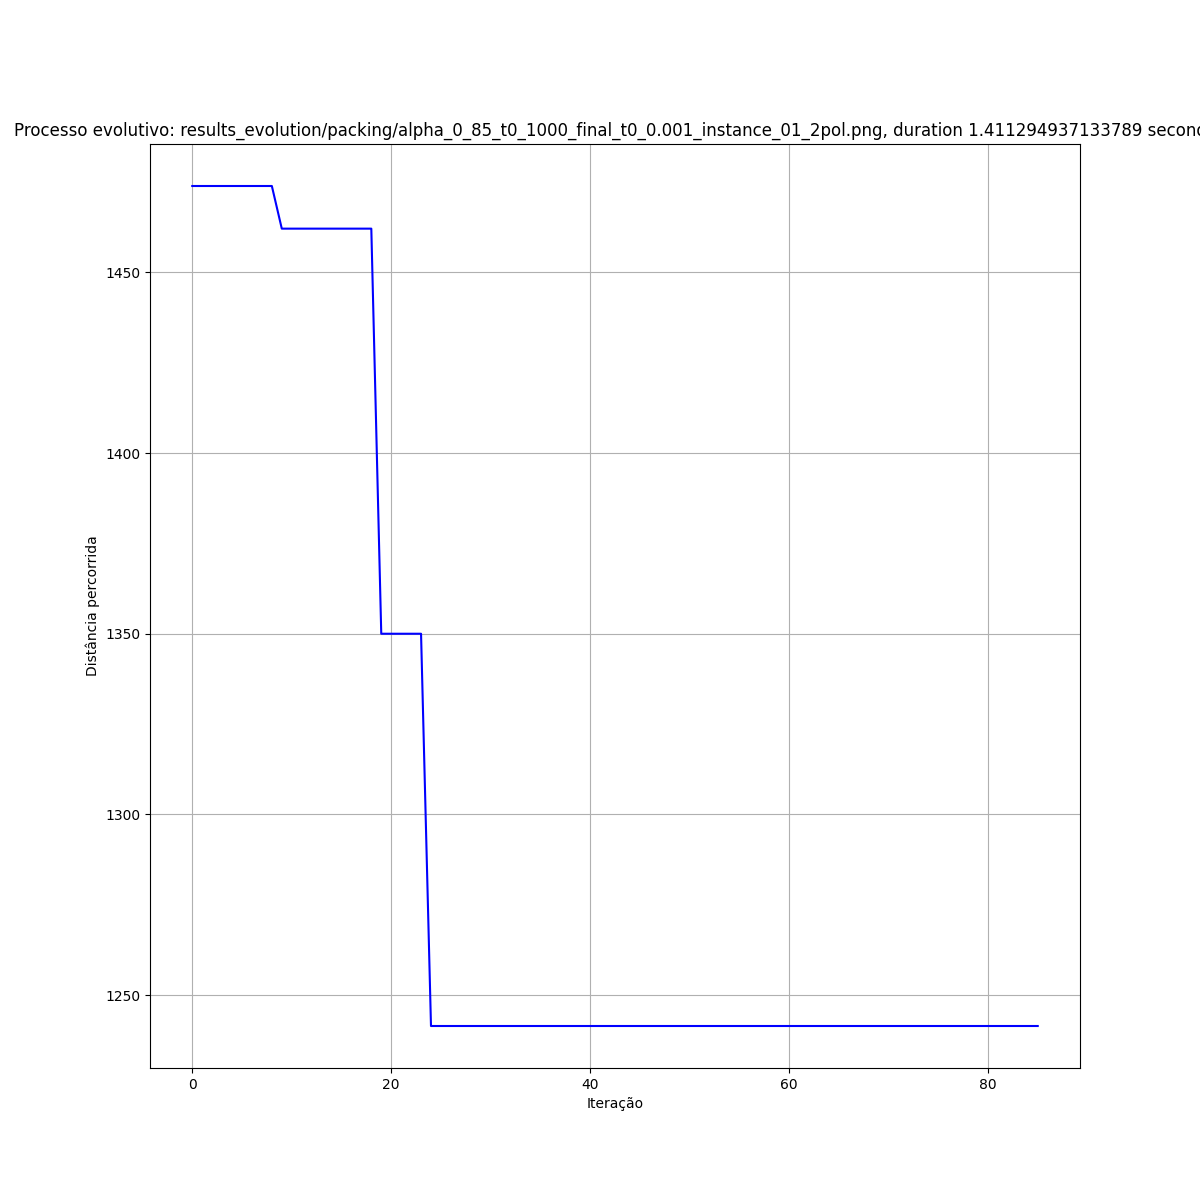 Processo evolutivo: results_evolution/packing/alpha_0_85_t0_1000_final_t0_0.001_instance_01_2pol.png, duration 1.411294937133789
1450
1400
1350
1300
1250
Distância percorrida
0 20 40 60 80
Iteração